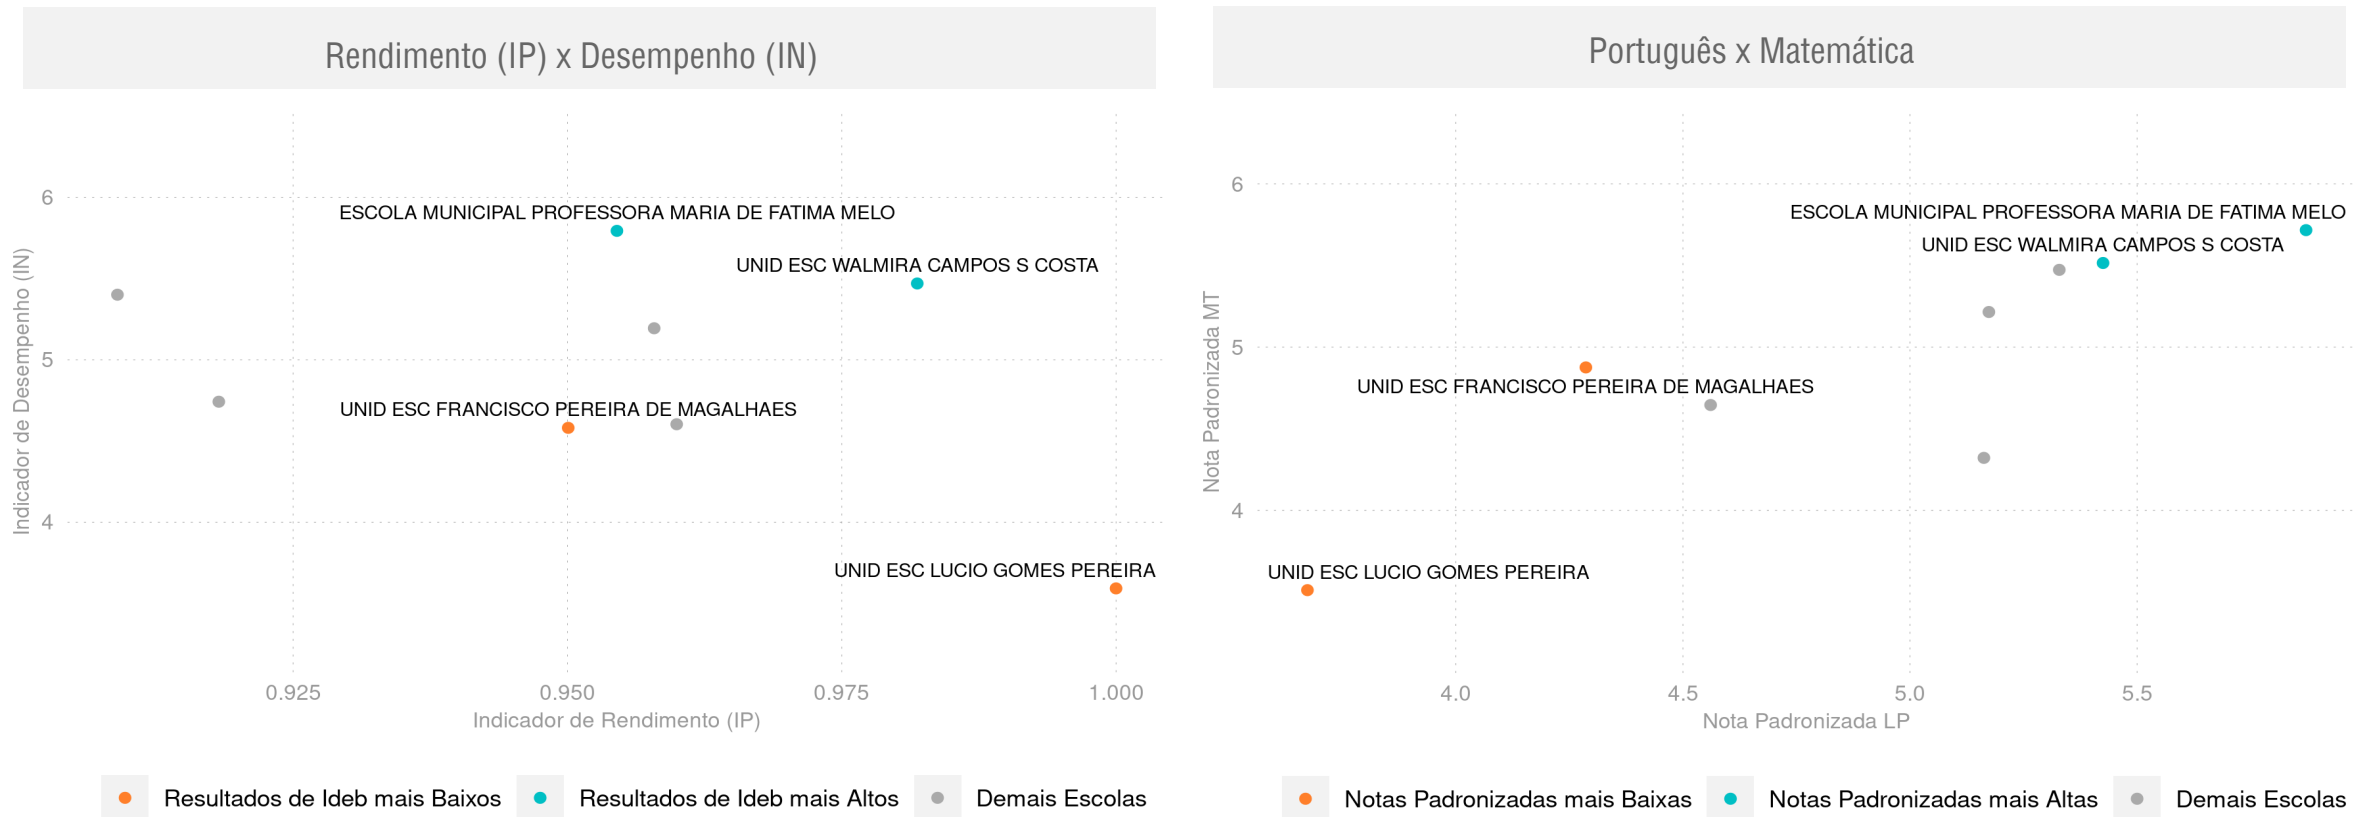 Rendimento (IP) x Desempenho (IN)
Indicador de Desempenho (IN)
6
5
4
ESCOLA MUNICIPAL PROFESSORA MARIA DE FATIMA MELO
UNID ESC WALMIRA CAMPOS S COSTA
UNID ESC FRANCISCO PEREIRA DE MAGALHAES
UNID ESC LUCIO GOMES PEREIRA
0.925 0.950 0.975 1.000
Indicador de Rendimento (IP)
Resultados de Ideb mais Baixos Resultados de Ideb mais Altos Demais Escolas
Português x Matemática
Nota Padronizada MT
6
5
4
ESCOLA MUNICIPAL PROFESSORA MARIA DE FATIMA MELO
UNID ESC WALMIRA CAMPOS S COSTA
UNID ESC FRANCISCO PEREIRA DE MAGALHAES
UNID ESC LUCIO GOMES PEREIRA
4.0 4.5 5.0 5.5
Nota Padronizada LP
Notas Padronizadas mais Baixas Notas Padronizadas mais Altas Demais Escolas